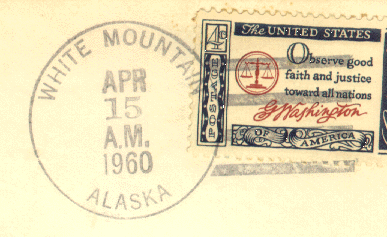 WHITE MOUNTAIN
APR
15
A.M.
1960
ALASKA
4¢
POSTAGE
The UNITED STATES
Observe good
faith and justice
toward all nations
G Washington
OF AMERICA